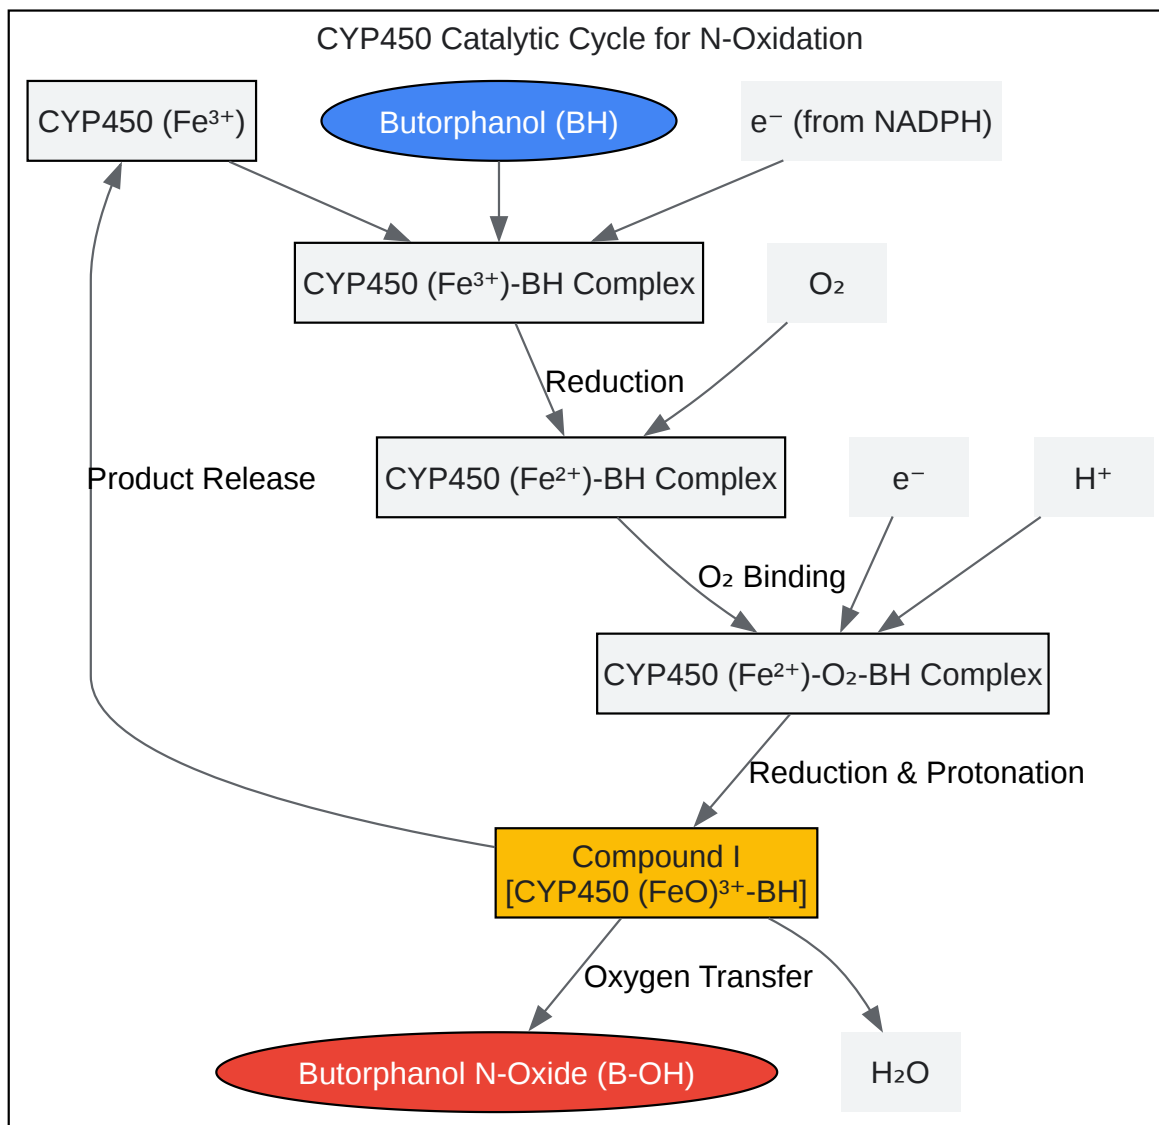 CYP450 Catalytic Cycle for N-Oxidation
CYP450 (Fe³⁺)
Butorphanol (BH)
e⁻ (from NADPH)
CYP450 (Fe³⁺)-BH Complex
O₂
Reduction
Product Release
CYP450 (Fe²⁺)-BH Complex
e⁻
H⁺
O₂ Binding
CYP450 (Fe²⁺)-O₂-BH Complex
Reduction & Protonation
Compound I
[CYP450 (FeO)³⁺-BH]
Oxygen Transfer
Butorphanol N-Oxide (B-OH)
H₂O